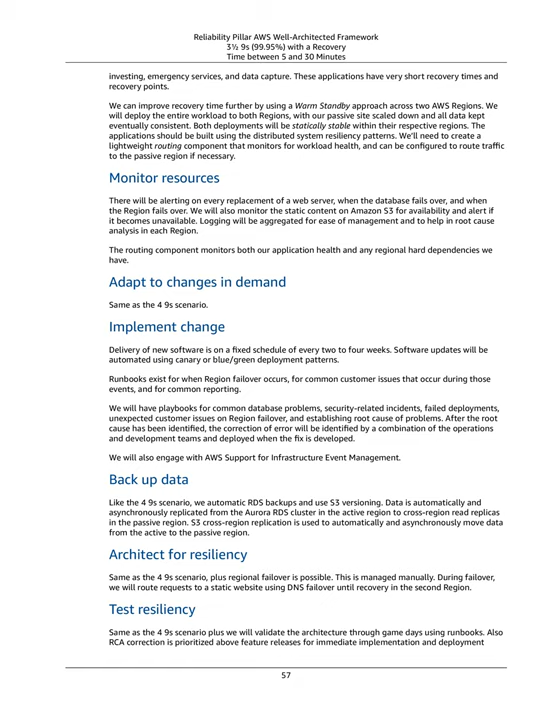 Reliability Pillar AWS Well-Architected Framework
3½ 9s (99.95%) with a Recovery
Time between 5 and 30 Minutes
investing, emergency services, and data capture. These applications have very short recovery times and
recovery points.
We can improve recovery time further by using a Warm Standby approach across two AWS Regions. We
will deploy the entire workload to both Regions, with our passive site scaled down and all data kept
eventually consistent. Both deployments will be statically stable within their respective regions. The
applications should be built using the distributed system resiliency patterns. We'll need to create a
lightweight routing component that monitors for workload health, and can be configured to route traffic
to the passive region if necessary.
Monitor resources
There will be alerting on every replacement of a web server, when the database fails over, and when
the Region fails over. We will also monitor the static content on Amazon S3 for availability and alert if
it becomes unavailable. Logging will be aggregated for ease of management and to help in root cause
analysis in each Region.
The routing component monitors both our application health and any regional hard dependencies we
have.
Adapt to changes in demand
Same as the 4 9s scenario.
Implement change
Delivery of new software is on a fixed schedule of every two to four weeks. Software updates will be
automated using canary or blue/green deployment patterns.
Runbooks exist for when Region failover occurs, for common customer issues that occur during those
events, and for common reporting.
We will have playbooks for common database problems, security-related incidents, failed deployments,
unexpected customer issues on Region failover, and establishing root cause of problems. After the root
cause has been identified, the correction of error will be identified by a combination of the operations
and development teams and deployed when the fix is developed.
We will also engage with AWS Support for Infrastructure Event Management.
Back up data
Like the 4 9s scenario, we automatic RDS backups and use S3 versioning. Data is automatically and
asynchronously replicated from the Aurora RDS cluster in the active region to cross-region read replicas
in the passive region. S3 cross-region replication is used to automatically and asynchronously move data
from the active to the passive region.
Architect for resiliency
Same as the 4 9s scenario, plus regional failover is possible. This is managed manually. During failover,
we will route requests to a static website using DNS failover until recovery in the second Region.
Test resiliency
Same as the 4 9s scenario plus we will validate the architecture through game days using runbooks. Also
RCA correction is prioritized above feature releases for immediate implementation and deployment
57